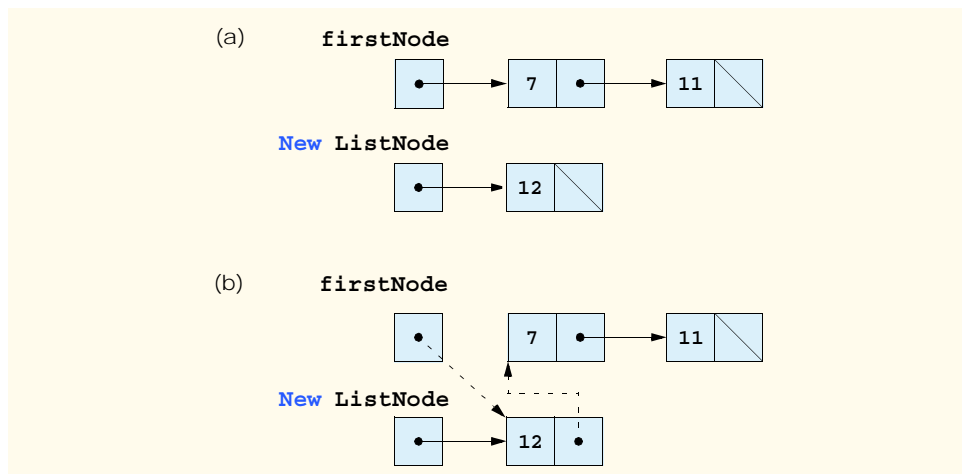 (a) firstNode
7 11
New ListNode
12
(b) firstNode
7 11
New ListNode
12